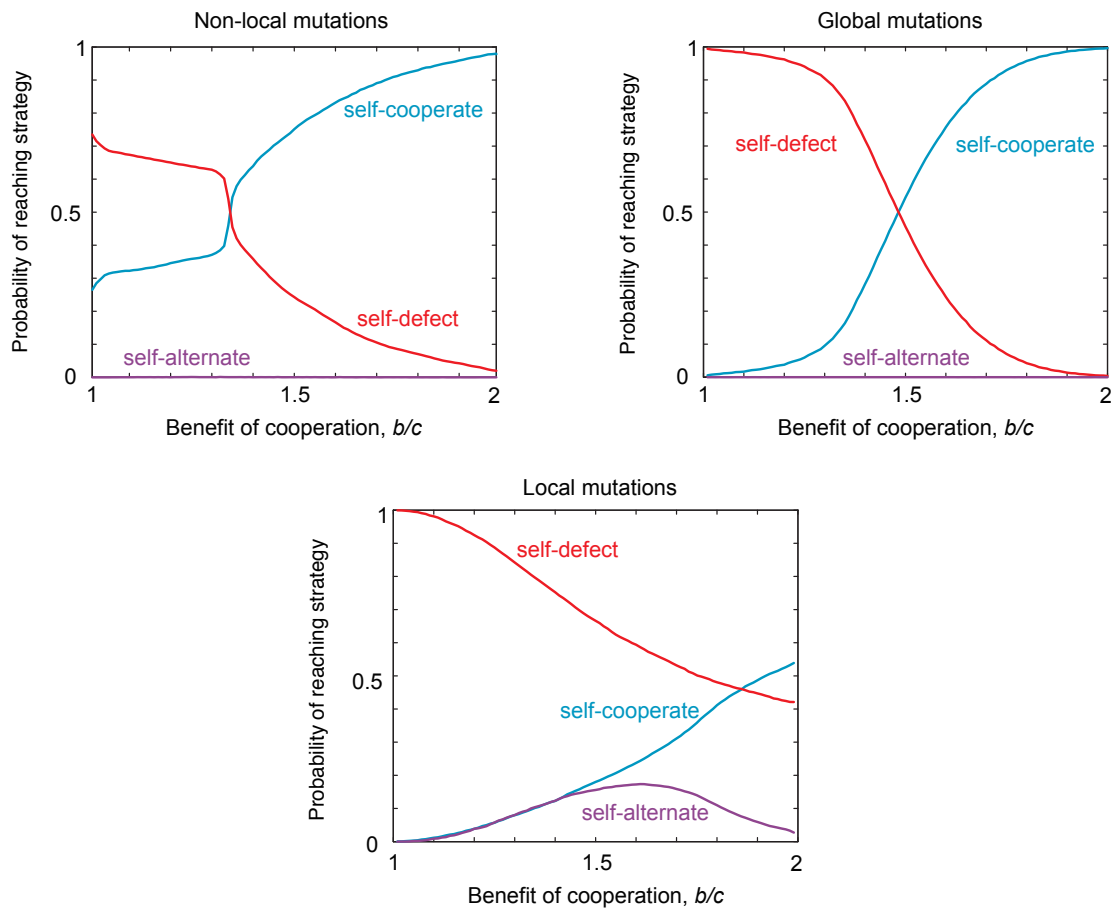 Non-local mutations
Probability of reaching strategy
1
0.5
0
self-cooperate
self-defect
self-alternate
1
1.5
2
Benefit of cooperation, b/c
Global mutations
Probability of reaching strategy
1
0.5
0
self-defect
self-cooperate
self-alternate
1
1.5
2
Benefit of cooperation, b/c
Local mutations
Probability of reaching strategy
1
0.5
0
self-defect
self-cooperate
self-alternate
1
1.5
2
Benefit of cooperation, b/c